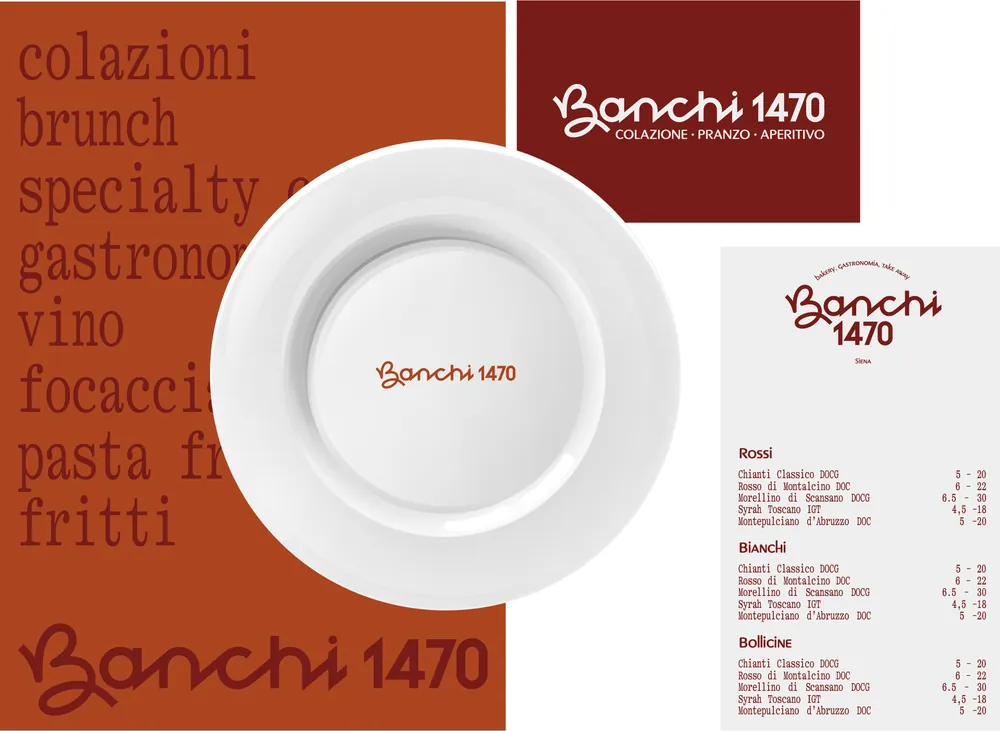 colazioni
brunch
specialty
gastrono
vino
focaccia
pasta fr
fritti
Banchi 1470
Banchi 1470
COLAZIONE · PRANZO · APERITIVO
Banchi 1470
BAKERY, GASTRONOMÍA, TAKE AWAY
Banchi
1470
SIENA
Rossi
Chianti Classico DOCG 5 - 20
Rosso di Montalcino DOC 6 - 22
Morellino di Scansano DOCG 6.5 - 30
Syrah Toscano IGT 4,5 -18
Montepulciano d'Abruzzo DOC 5 -20
Bianchi
Chianti Classico DOCG 5 - 20
Rosso di Montalcino DOC 6 - 22
Morellino di Scansano DOCG 6.5 - 30
Syrah Toscano IGT 4,5 -18
Montepulciano d'Abruzzo DOC 5 -20
Bollicine
Chianti Classico DOCG 5 - 20
Rosso di Montalcino DOC 6 - 22
Morellino di Scansano DOCG 6.5 - 30
Syrah Toscano IGT 4,5 -18
Montepulciano d'Abruzzo DOC 5 -20